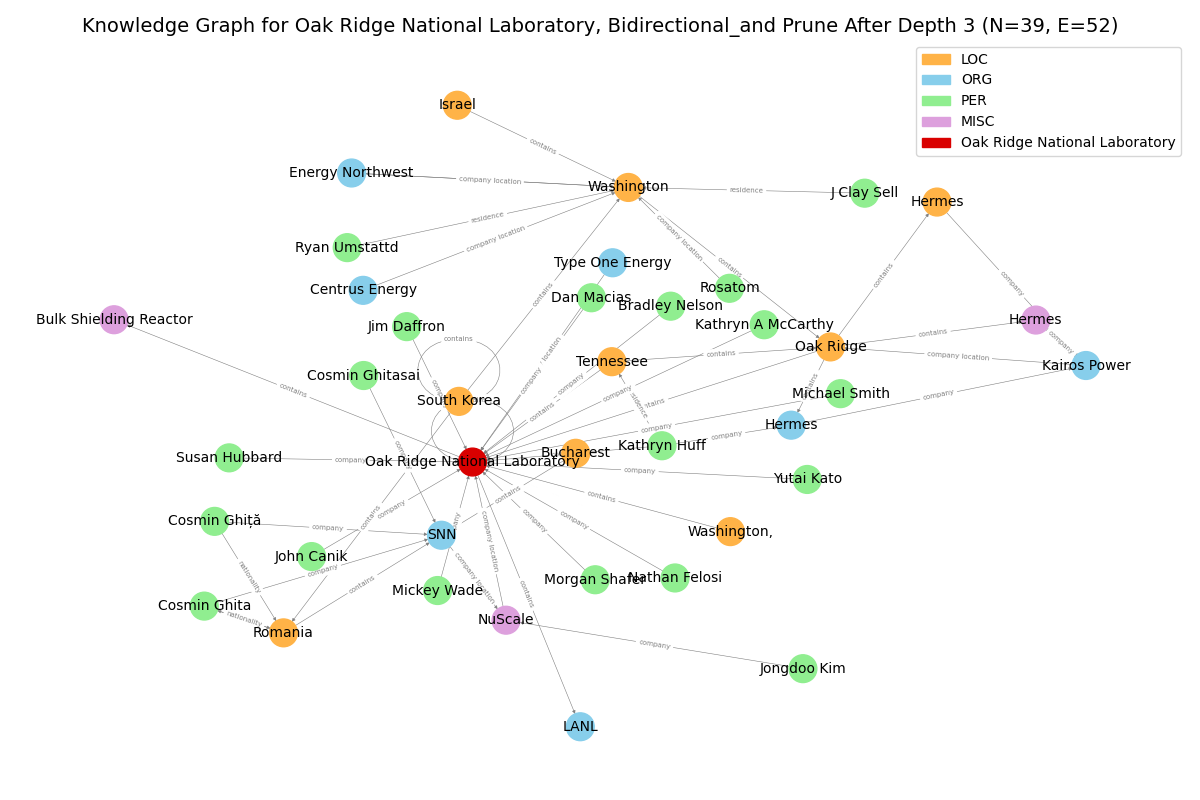 Knowledge Graph for Oak Ridge National Laboratory, Bidirectional_and Prune After Depth 3 (N=39, E=52)
LOC
ORG
PER
MISC
Oak Ridge National Laboratory
Israel
contains
Energy Northwest
company location
Washington
residence
J Clay Sell
Hermes
residence
Ryan Umstattd
company location
company location
contains
Type One Energy
Centrus Energy
contains
Dan Macias
Rosatom
contains
company
Bradley Nelson
Bulk Shielding Reactor
Jim Daffron
Kathryn A McCarthy
Hermes
contains
contains
company location
Oak Ridge
company
company location
Tennessee
contains
Kairos Power
Cosmin Ghitasai
company
contains
contains
Michael Smith
company
South Korea
company
contains
company
Hermes
company
Kathryn Huff
company
Bucharest
Susan Hubbard
company
Oak Ridge National Laboratory
company
Yutai Kato
contains
contains
company
Cosmin Ghiță
company
contains
company
company
SNN
Washington,
John Canik
company
company location
nationality
contains
company location
Morgan Shafer
Nathan Felosi
Mickey Wade
contains
Cosmin Ghita
nationality
NuScale
Romania
company
Jongdoo Kim
LANL